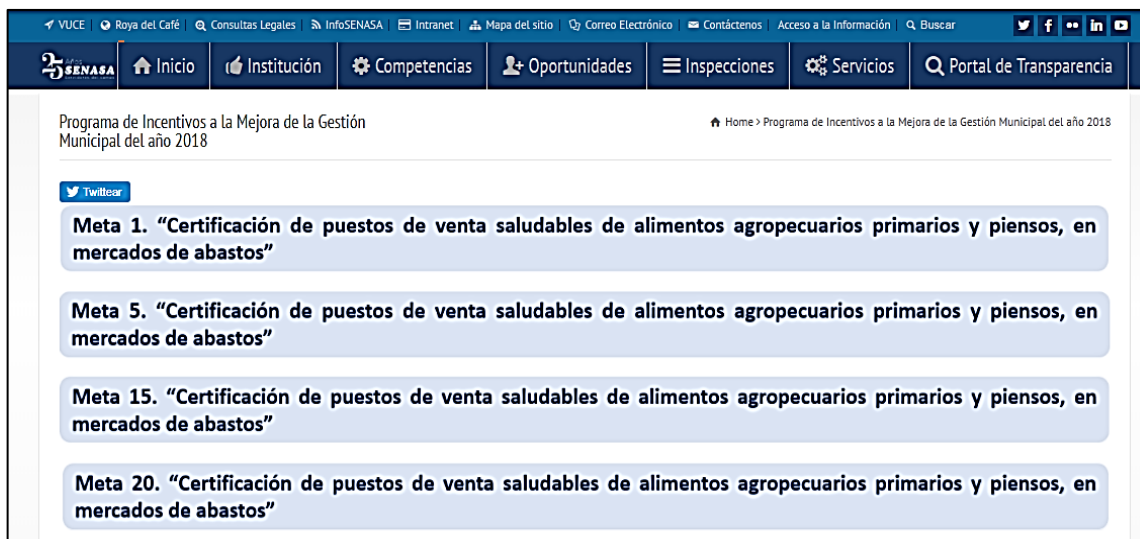 VUCE Roya del Café Consultas Legales InfoSENASA Intranet Mapa del sitio Correo Electrónico Contáctenos Acceso a la Información Buscar
25 Años SENASA Inicio Institución Competencias Oportunidades Inspecciones Servicios Portal de Transparencia
Programa de Incentivos a la Mejora de la Gestión
Municipal del año 2018
Home > Programa de Incentivos a la Mejora de la Gestión Municipal del año 2018
Twittear
Meta 1. “Certificación de puestos de venta saludables de alimentos agropecuarios primarios y piensos, en
mercados de abastos”
Meta 5. “Certificación de puestos de venta saludables de alimentos agropecuarios primarios y piensos, en
mercados de abastos”
Meta 15. “Certificación de puestos de venta saludables de alimentos agropecuarios primarios y piensos, en
mercados de abastos”
Meta 20. “Certificación de puestos de venta saludables de alimentos agropecuarios primarios y piensos, en
mercados de abastos”